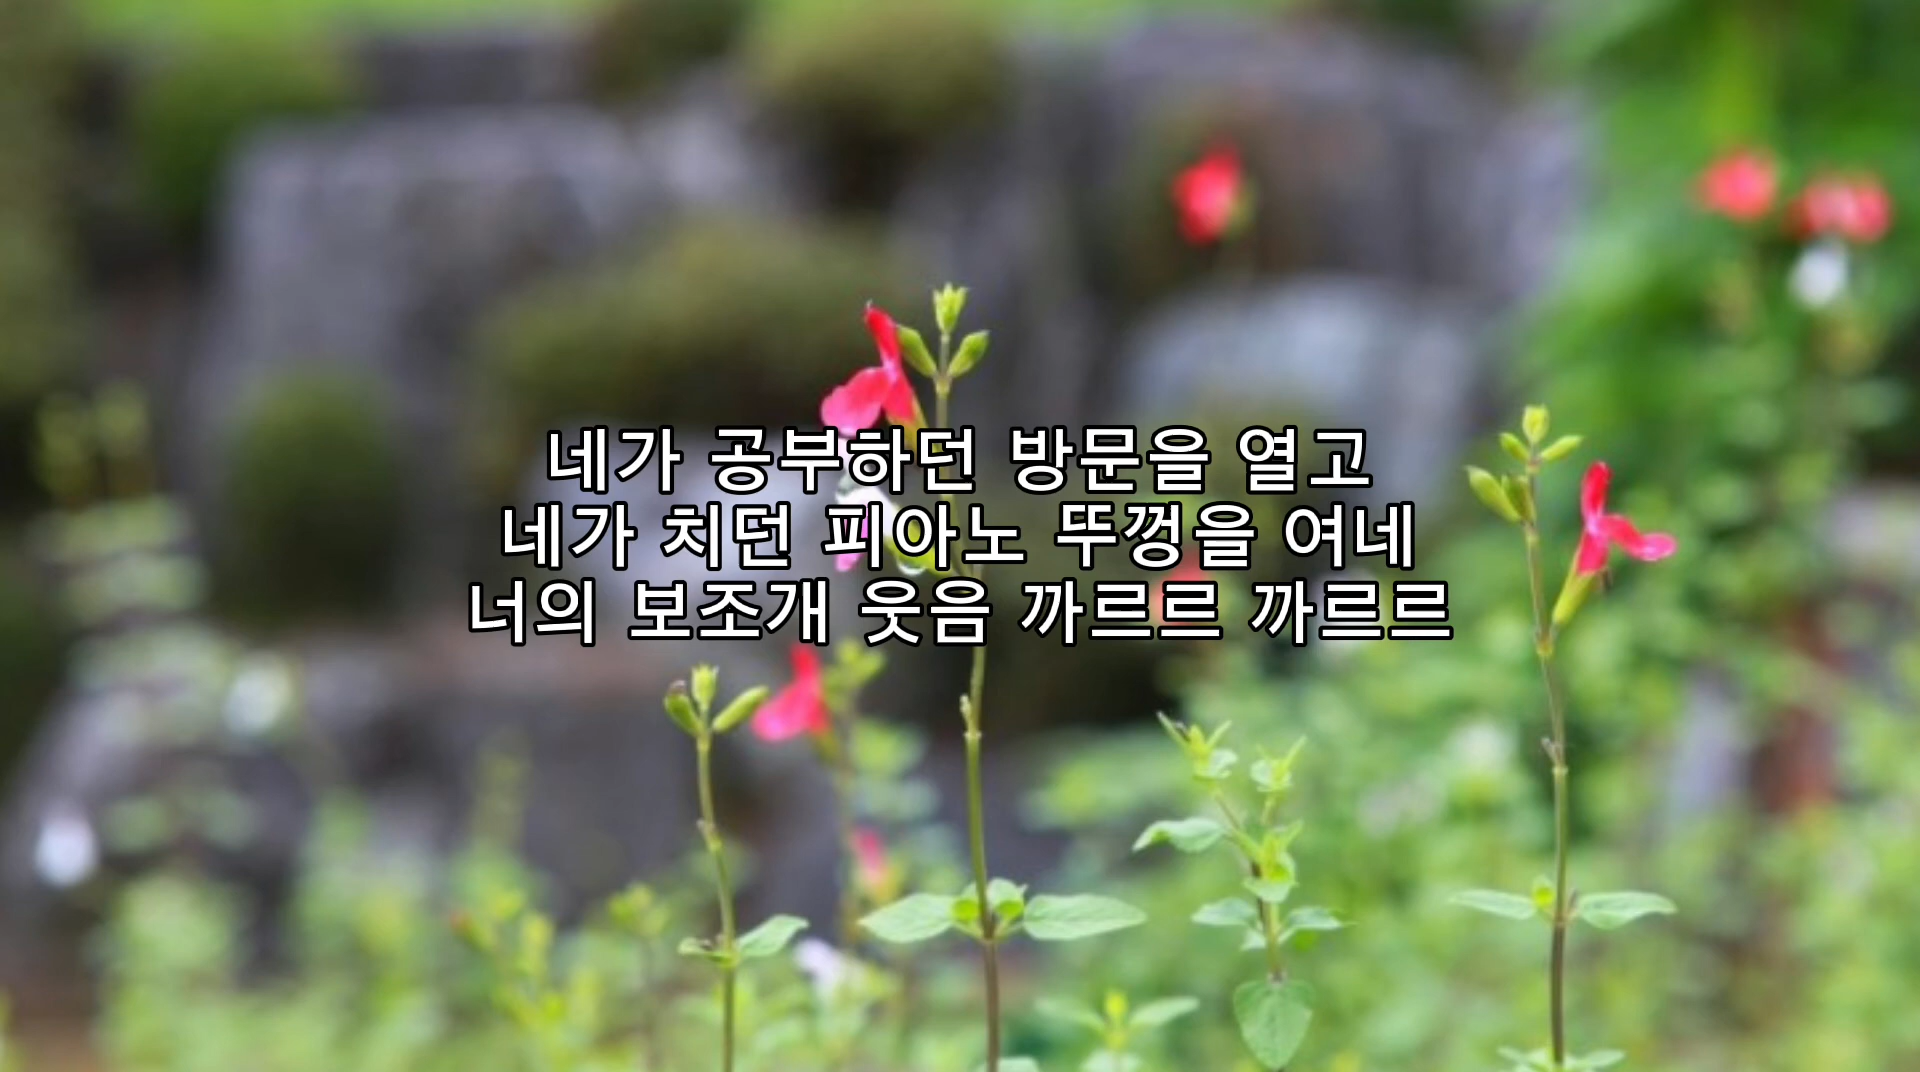 네가 공부하던 방문을 열고
네가 치던 피아노 뚜껑을 여네
너의 보조개 웃음 까르르 까르르